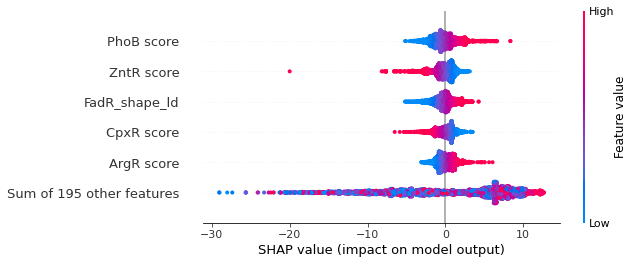 High
PhoB score
ZntR score
FadR_shape_ld
CpxR score
ArgR score
Sum of 195 other features
Feature value
Low
−30
−20
−10
0
10
SHAP value (impact on model output)